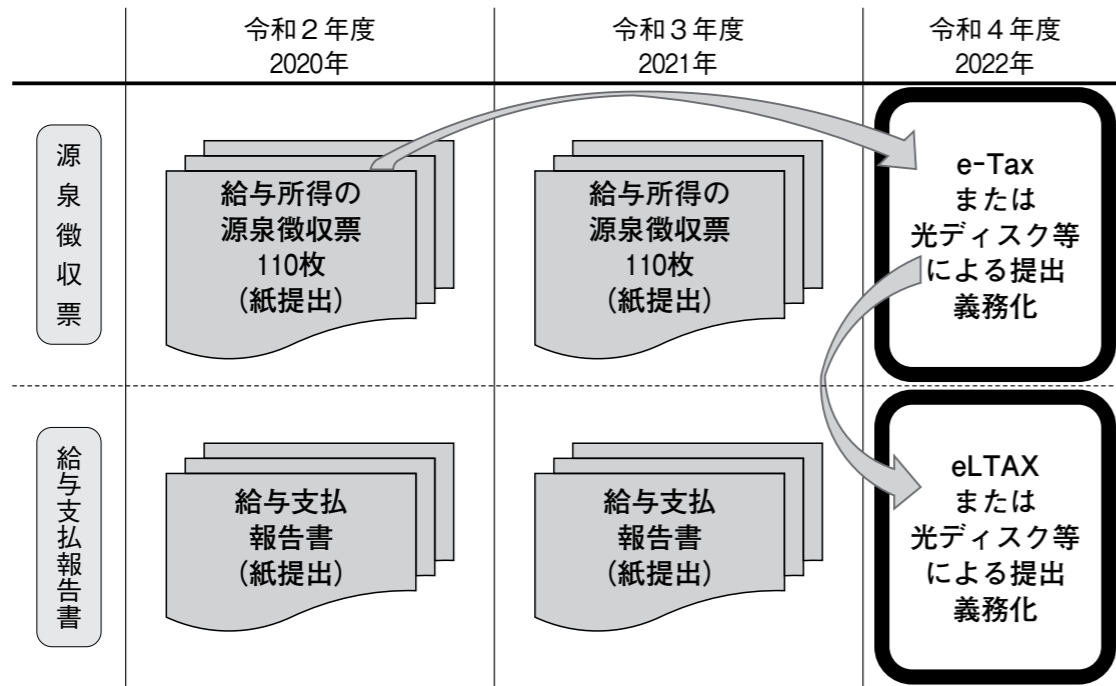 令和２年度
2020年
令和３年度
2021年
令和４年度
2022年
源泉徴収票
給与所得の
源泉徴収票
110枚
（紙提出）
給与所得の
源泉徴収票
110枚
（紙提出）
e-Tax
または
光ディスク等
による提出
義務化
給与支払報告書
給与支払
報告書
（紙提出）
給与支払
報告書
（紙提出）
eLTAX
または
光ディスク等
による提出
義務化